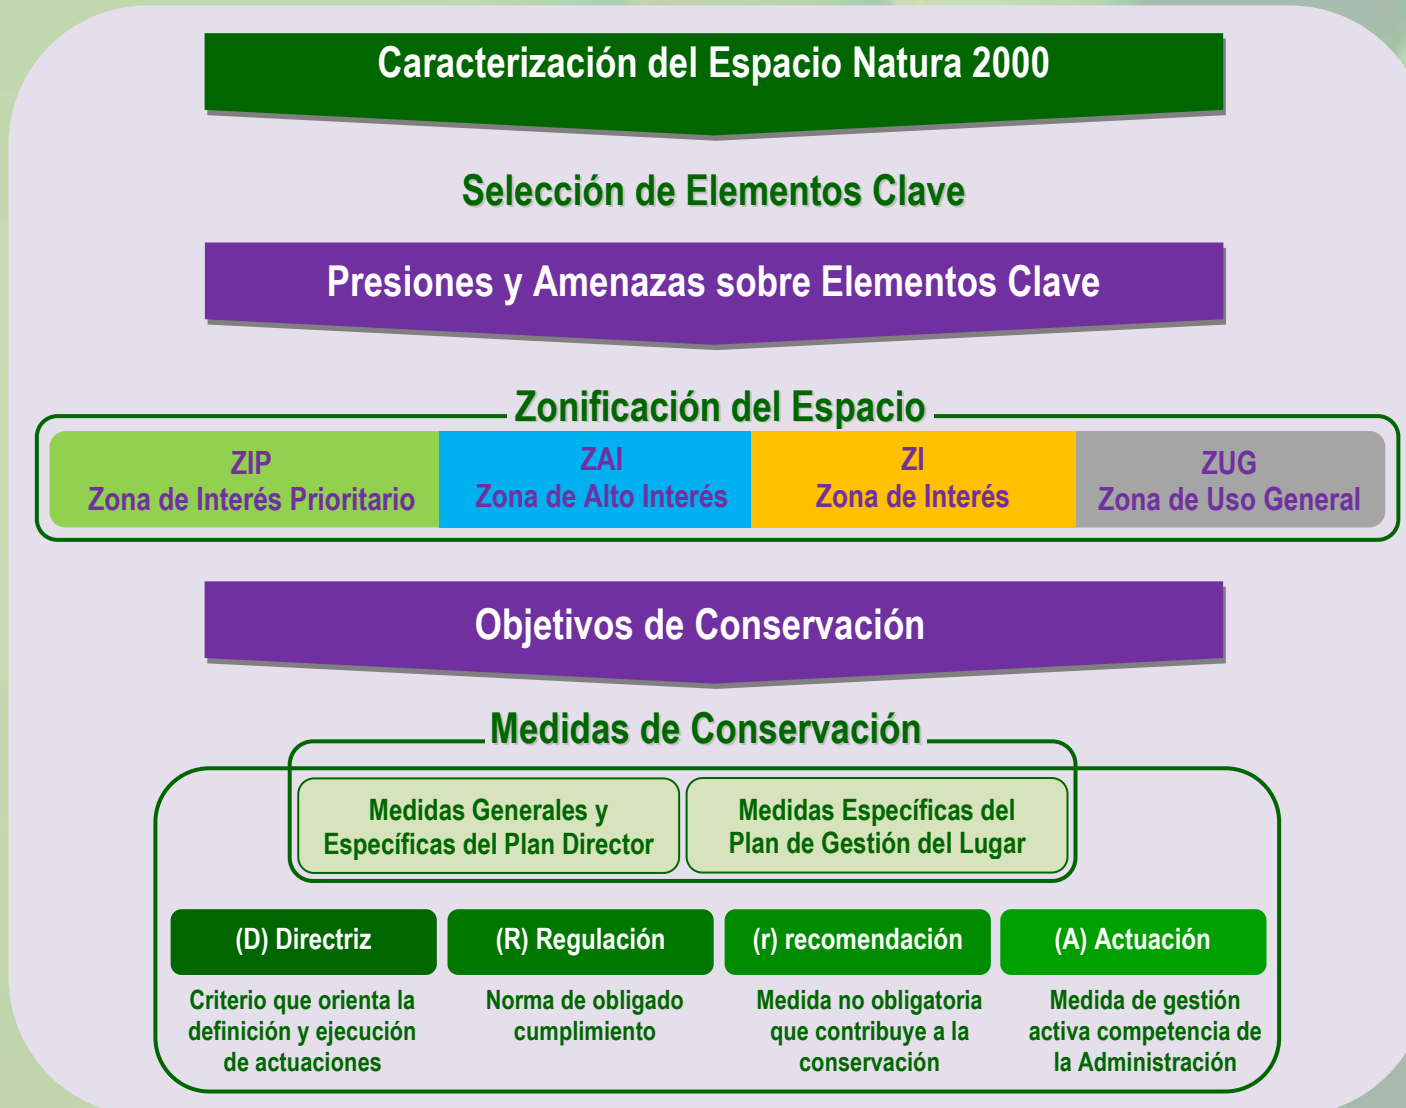 Caracterización del Espacio Natura 2000
Selección de Elementos Clave
Presiones y Amenazas sobre Elementos Clave
Zonificación del Espacio
ZIP
Zona de Interés Prioritario
ZAI
Zona de Alto Interés
ZI
Zona de Interés
ZUG
Zona de Uso General
Objetivos de Conservación
Medidas de Conservación
Medidas Generales y
Específicas del Plan Director
Medidas Específicas del
Plan de Gestión del Lugar
(D) Directriz
Criterio que orienta la
definición y ejecución
de actuaciones
(R) Regulación
Norma de obligado
cumplimiento
(r) recomendación
Medida no obligatoria
que contribuye a la
conservación
(A) Actuación
Medida de gestión
activa competencia de
la Administración